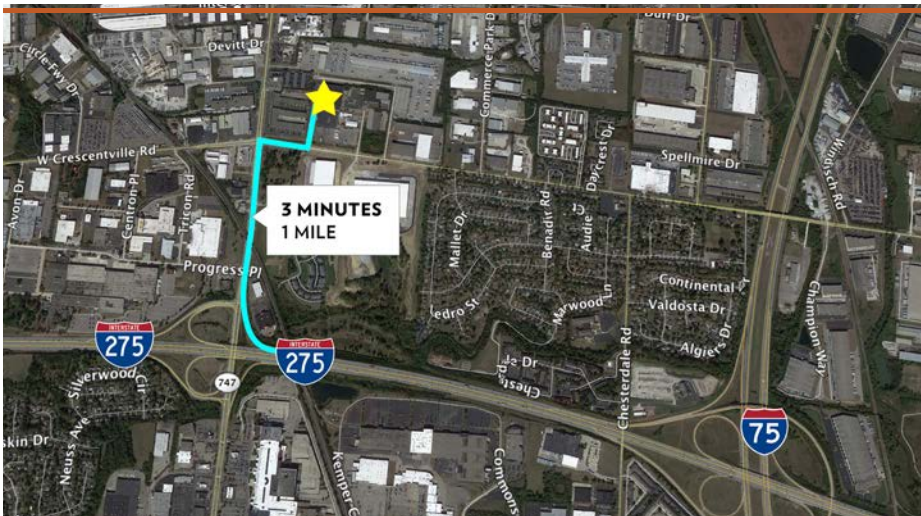 Duff Dr
Devitt Dr
Circle Fwy Dr
Commerce Park Dr
W Crescentville Rd
Daycrest Dr
Spellmire Dr
Windisch Rd
Avon Dr
Centron Pl
Tricon Rd
3 MINUTES
1 MILE
Mallet Dr
Benadir Rd
Audie
Ct
Progress Pl
edro St
Marwood Ln
Continental Ct
Valdosta Dr
Algiers Dr
Champion Way
INTERSTATE
275
INTERSTATE
275
Silverwood Cir
747
Chesterdale Rd
75
Neuss Ave
skin Dr
Kemper C
Commons